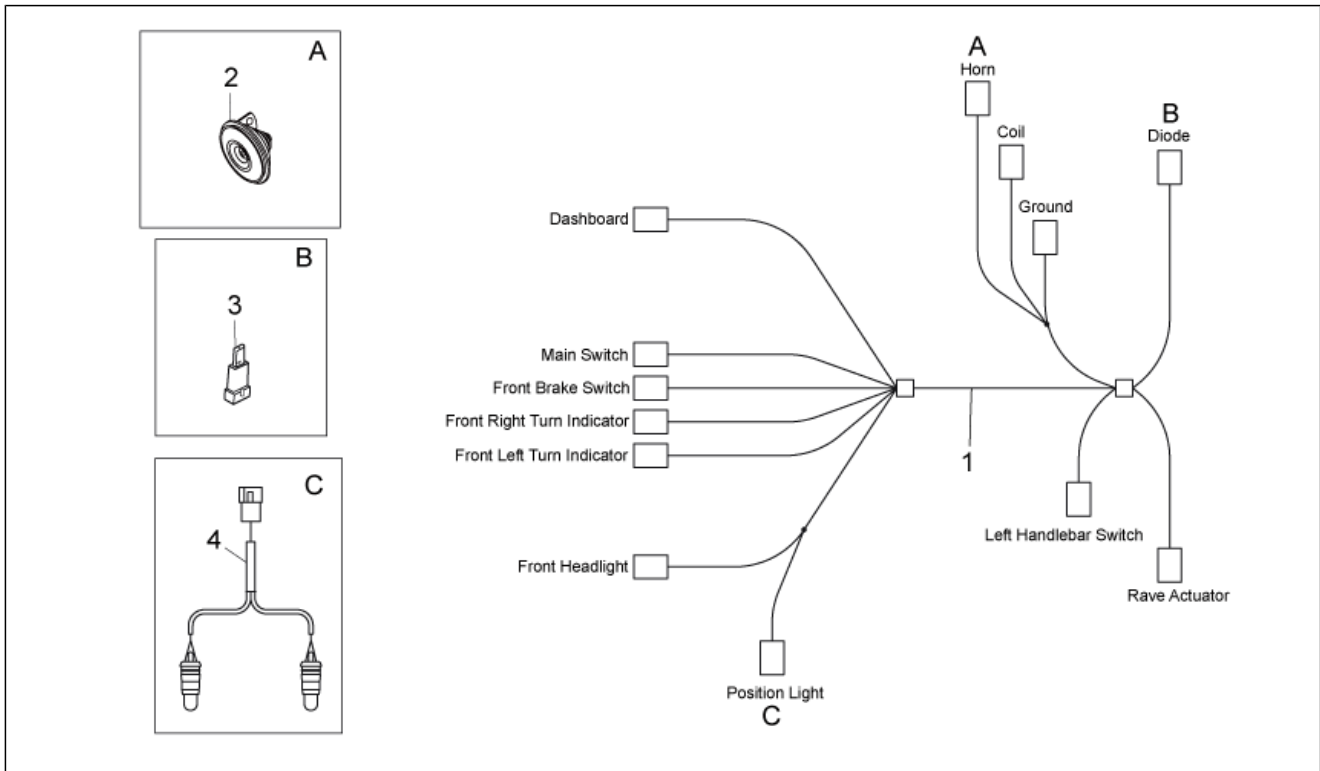 A
2
B
3
C
4
A
Horn
Coil
Ground
B
Diode
Dashboard
Main Switch
Front Brake Switch
Front Right Turn Indicator
Front Left Turn Indicator
1
Left Handlebar Switch
Rave Actuator
Front Headlight
Position Light
C